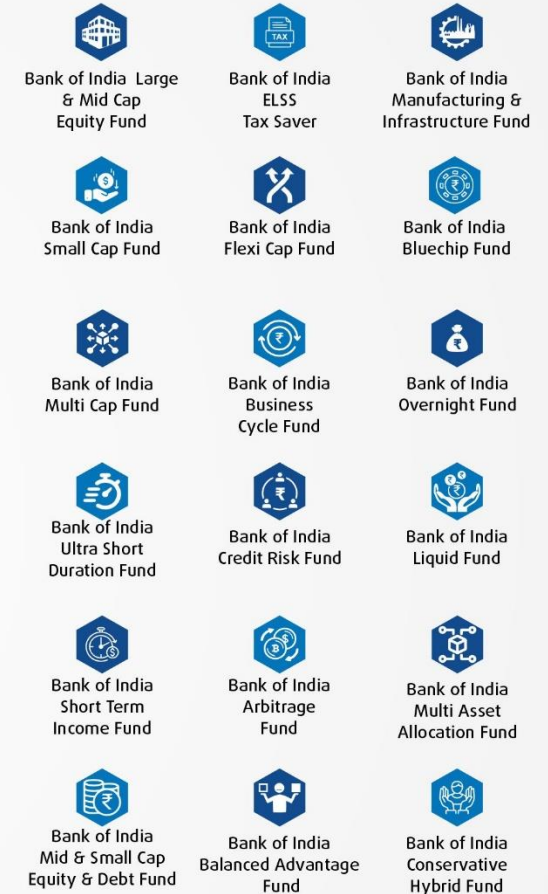 TAX
Bank of India Large
& Mid Cap
Equity Fund
Bank of India
ELSS
Tax Saver
Bank of India
Manufacturing &
Infrastructure Fund
Bank of India
Small Cap Fund
Bank of India
Flexi Cap Fund
Bank of India
Bluechip Fund
Bank of India
Multi Cap Fund
Bank of India
Business
Cycle Fund
Bank of India
Overnight Fund
Bank of India
Ultra Short
Duration Fund
Bank of India
Credit Risk Fund
Bank of India
Liquid Fund
Bank of India
Short Term
Income Fund
Bank of India
Arbitrage
Fund
Bank of India
Multi Asset
Allocation Fund
Bank of India
Mid & Small Cap
Equity & Debt Fund
Bank of India
Balanced Advantage
Fund
Bank of India
Conservative
Hybrid Fund